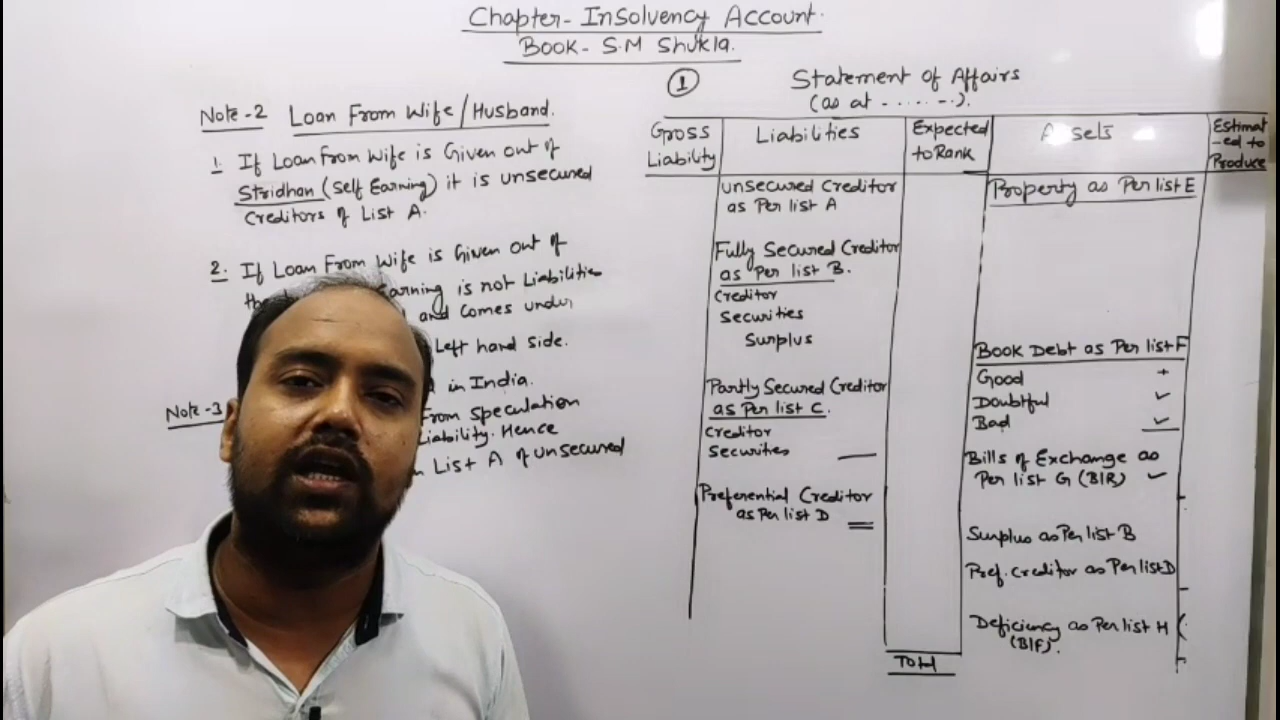 Chapter- Insolvency Account.
Book- S.M Shukla.
Note-2 Loan From Wife/Husband.
1. If Loan From Wife is Given out of
Stridhan (Self Earning) it is unsecured
Creditors of List A.
2. If Loan From Wife is Given out of
Earning is not Liabilities
and comes under
Left hand side.
in India.
Note-3 From speculation
Liability. Hence
List A of unsecured
1
Statement of Affairs
(as at - - - - - -).
Gross
Liability
Liabilities
Expected
to Rank
Assets
Estimat
-ed to
Produce
Unsecured Creditor
as Per list A
Fully Secured Creditor
as Per list B.
Creditor
Securities
Surplus
Partly Secured Creditor
as Per list C.
Creditor
Securities
Preferential Creditor
as Per list D
Total
Property as Per list E
Book Debt as Per list F
Good +
Doubtful ✓
Bad ✓
Bills of Exchange as
Per list G (B/R) ✓
Surplus as Per list B
Pref. Creditor as Per list D
Deficiency as Per list H
(B/F).